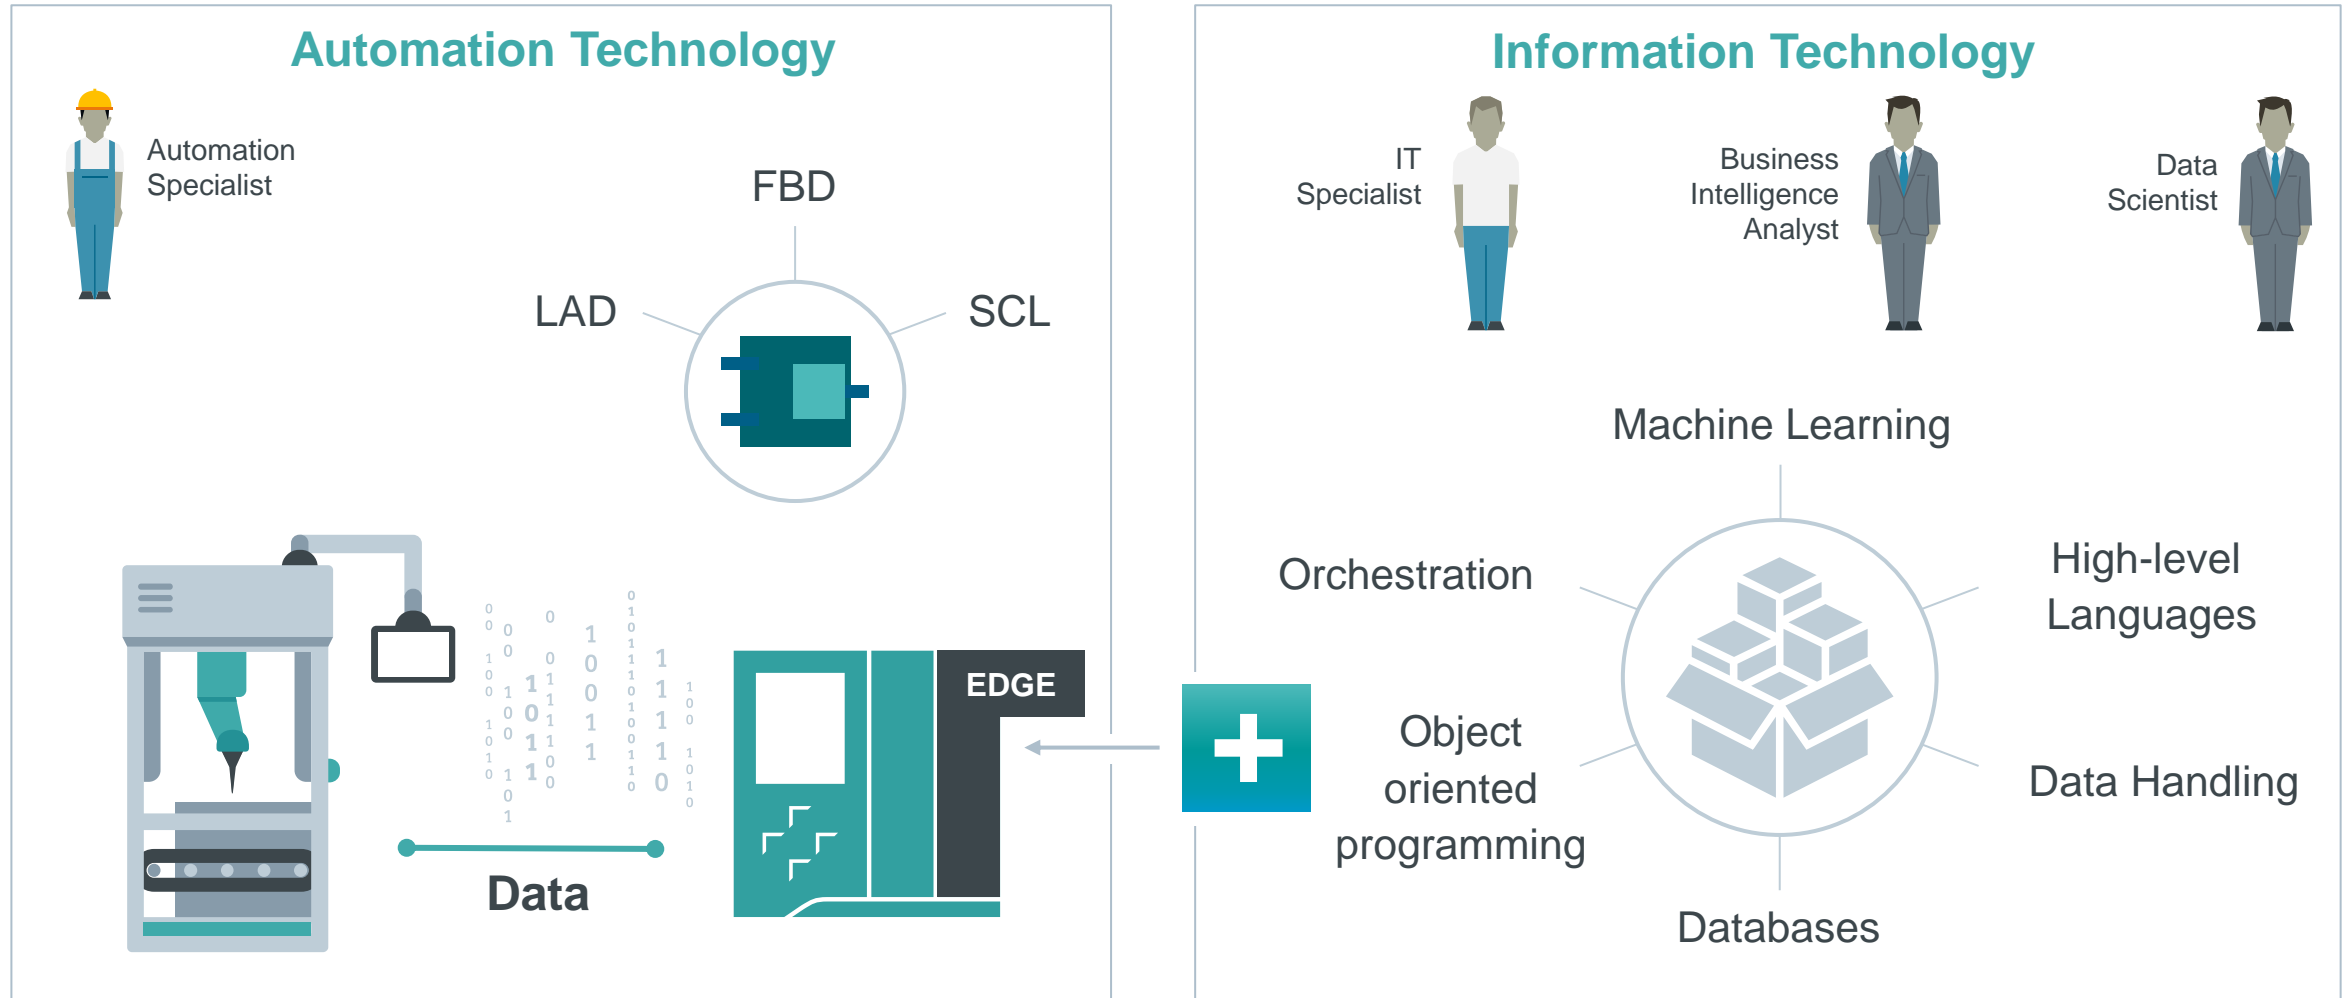 Automation Technology
Automation
Specialist
FBD
LAD
SCL
EDGE
Data
Information Technology
IT
Specialist
Business
Intelligence
Analyst
Data
Scientist
Machine Learning
Orchestration
High-level
Languages
Object
oriented
programming
Data Handling
Databases